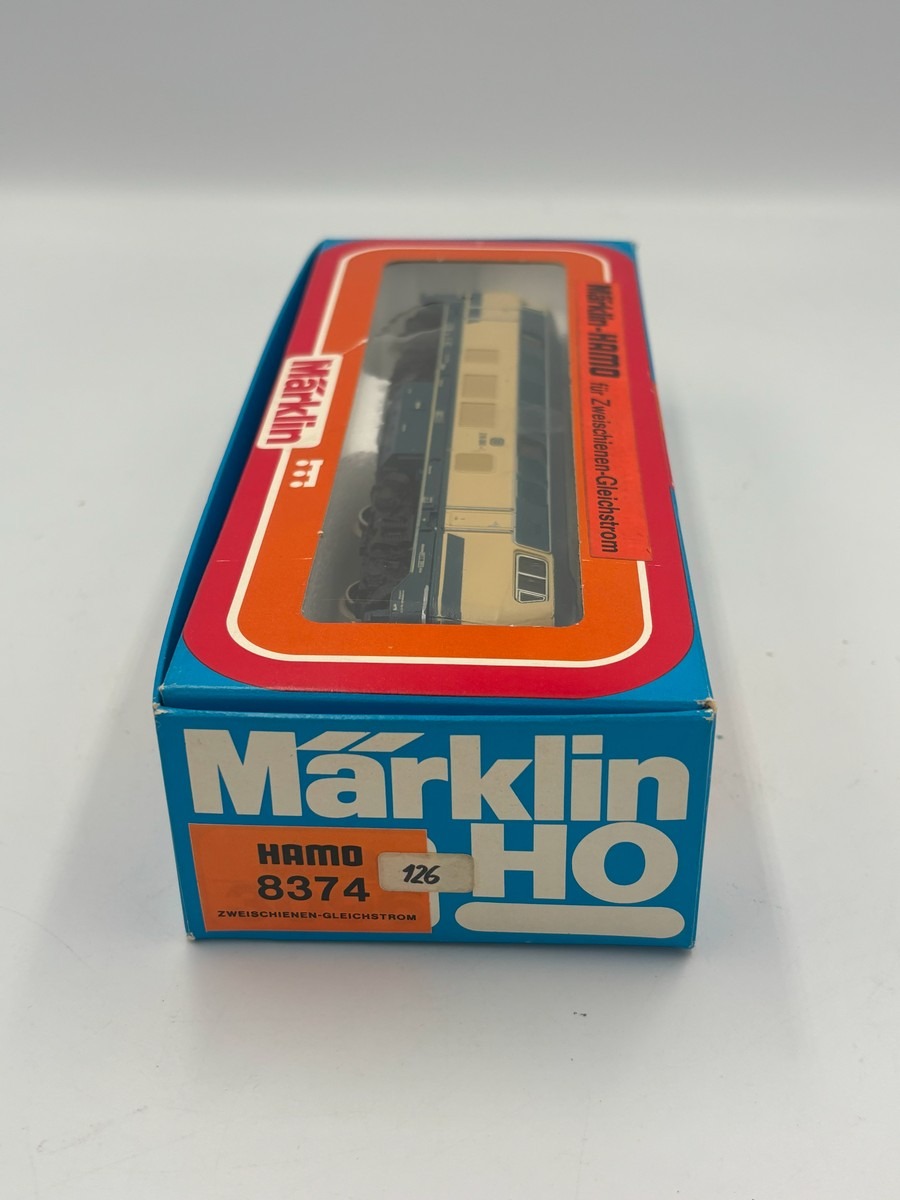 Märklin-HAMO für Zweischienen-Gleichstrom
Märklin
Märklin
HAMO
8374
126
HO
ZWEISCHIENEN-GLEICHSTROM